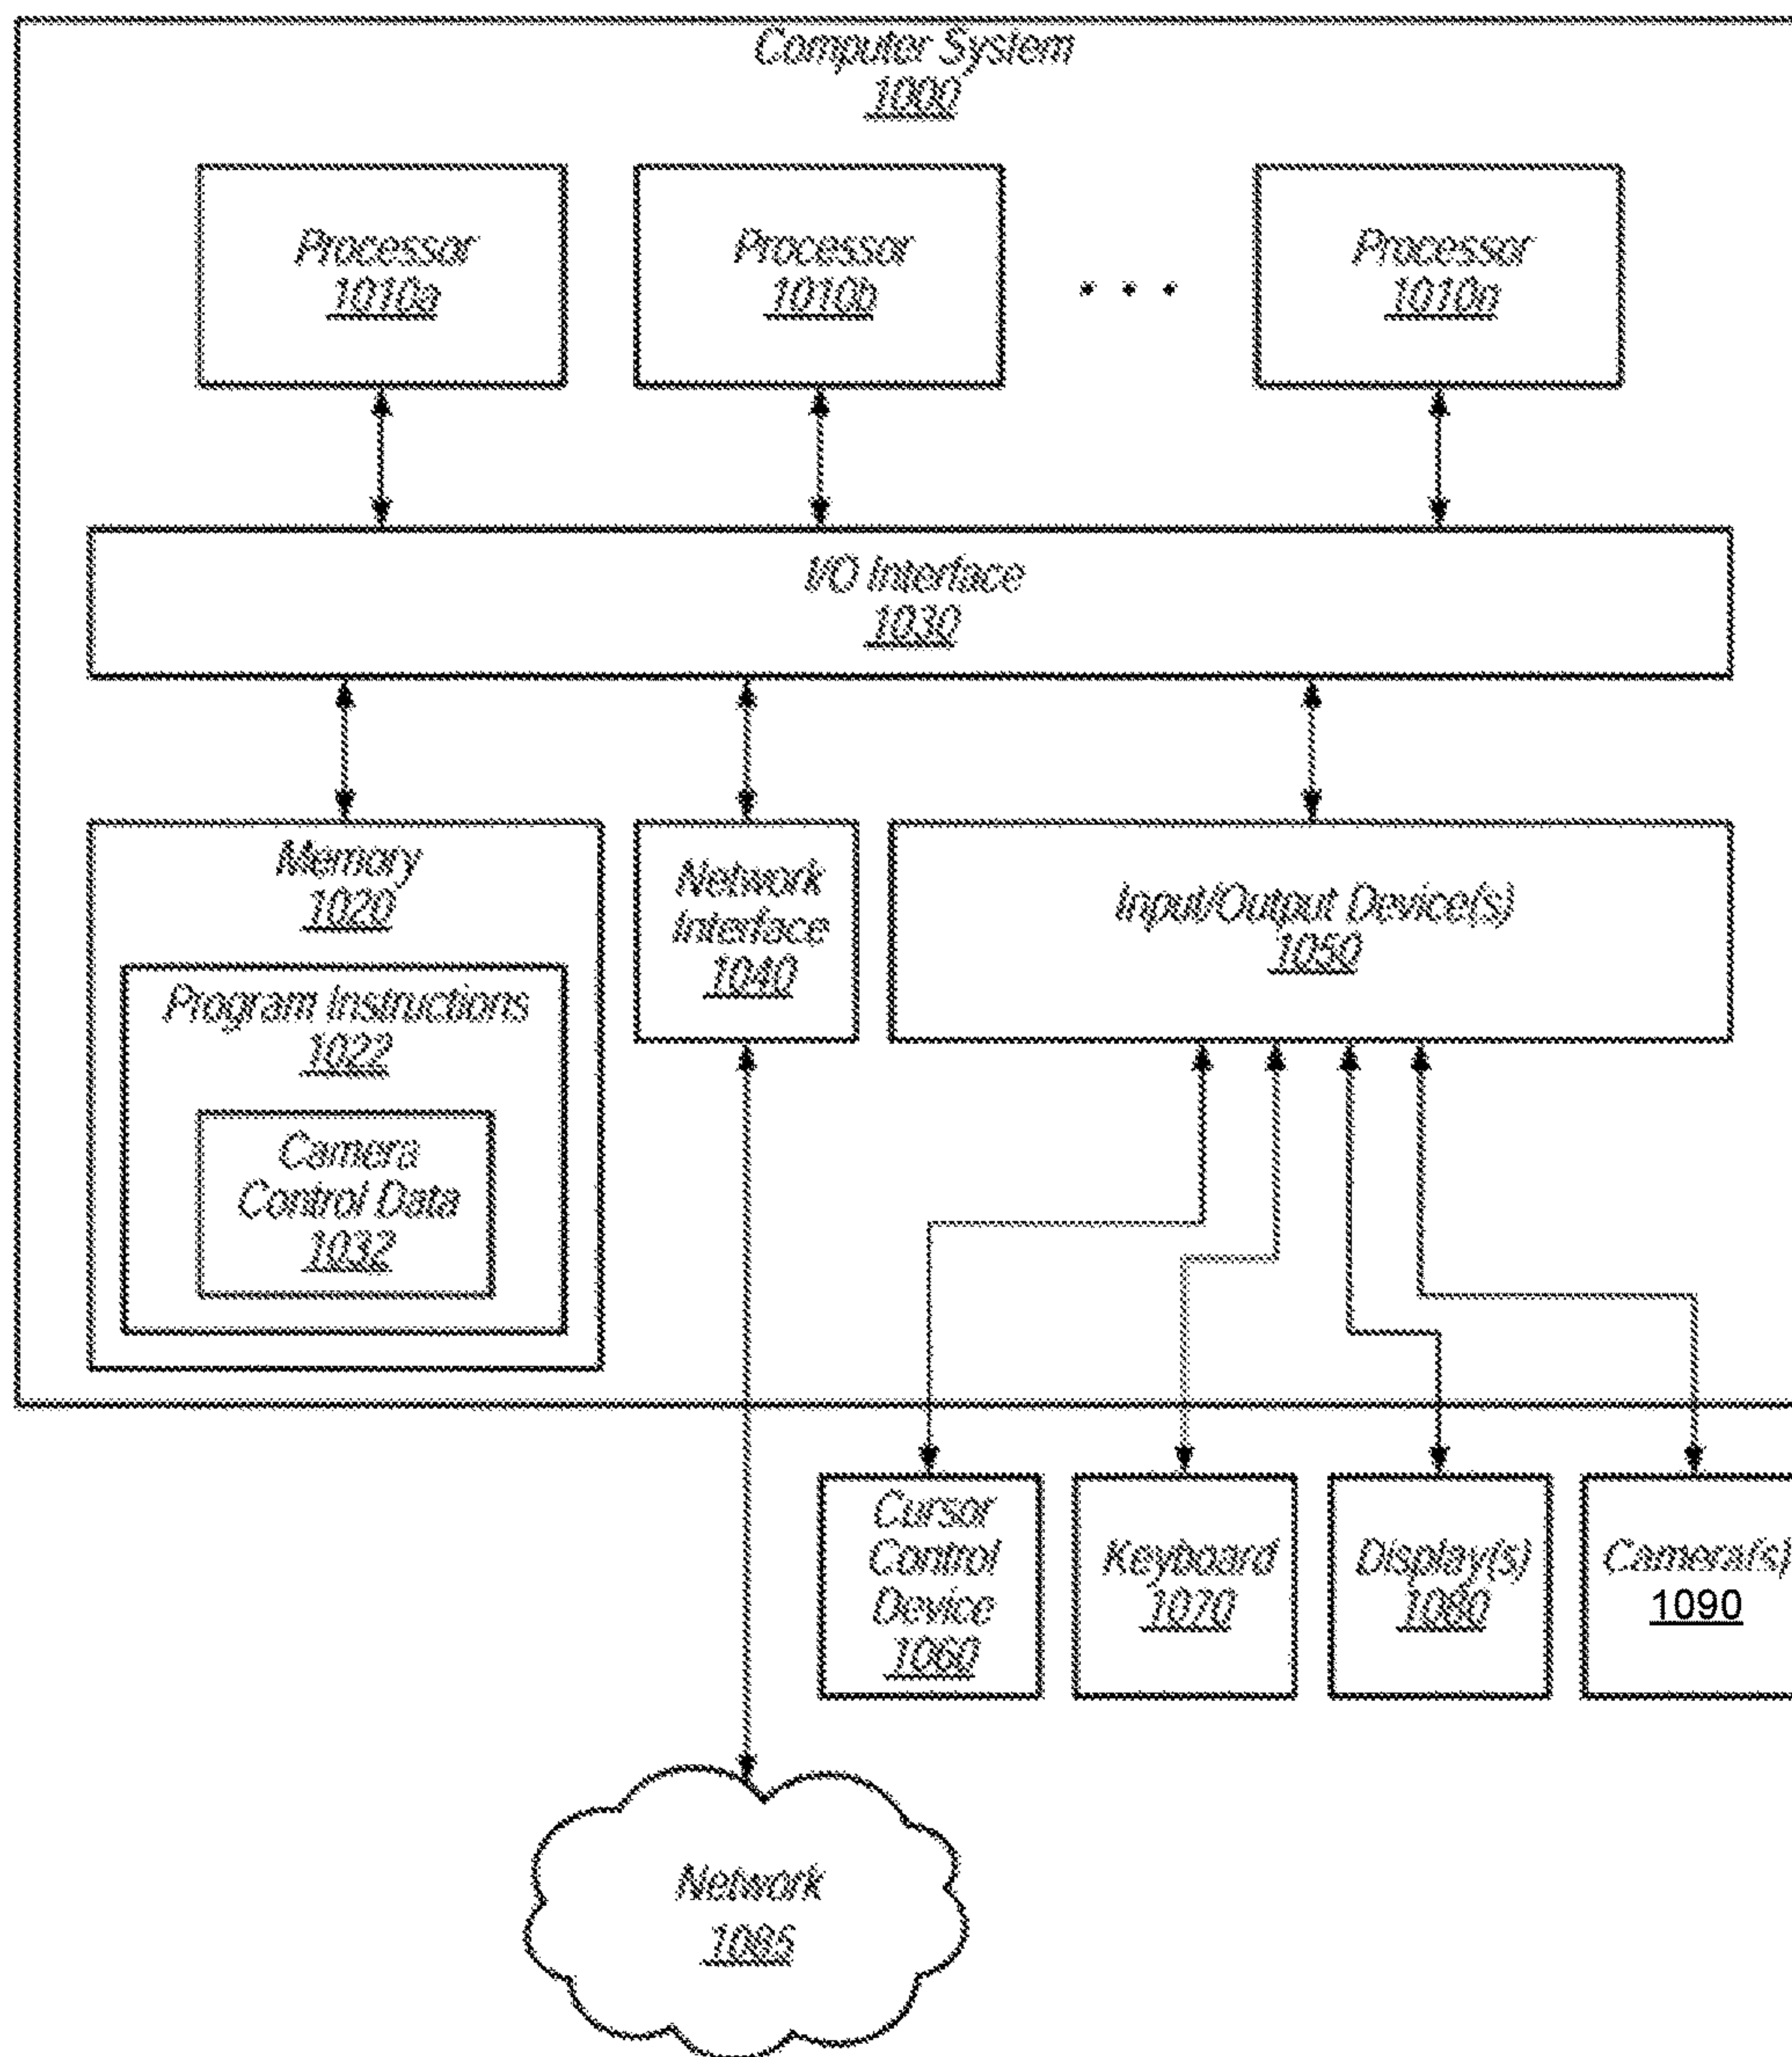 Computer System
1000
Processor
1010a
Processor
1010b
. . .
Processor
1010n
I/O Interface
1030
Memory
1020
Program Instructions
1022
Camera
Control Data
1032
Network
Interface
1040
Input/Output Device(s)
1050
Cursor
Control
Device
1060
Keyboard
1070
Display(s)
1080
Camera(s)
1090
Network
1085